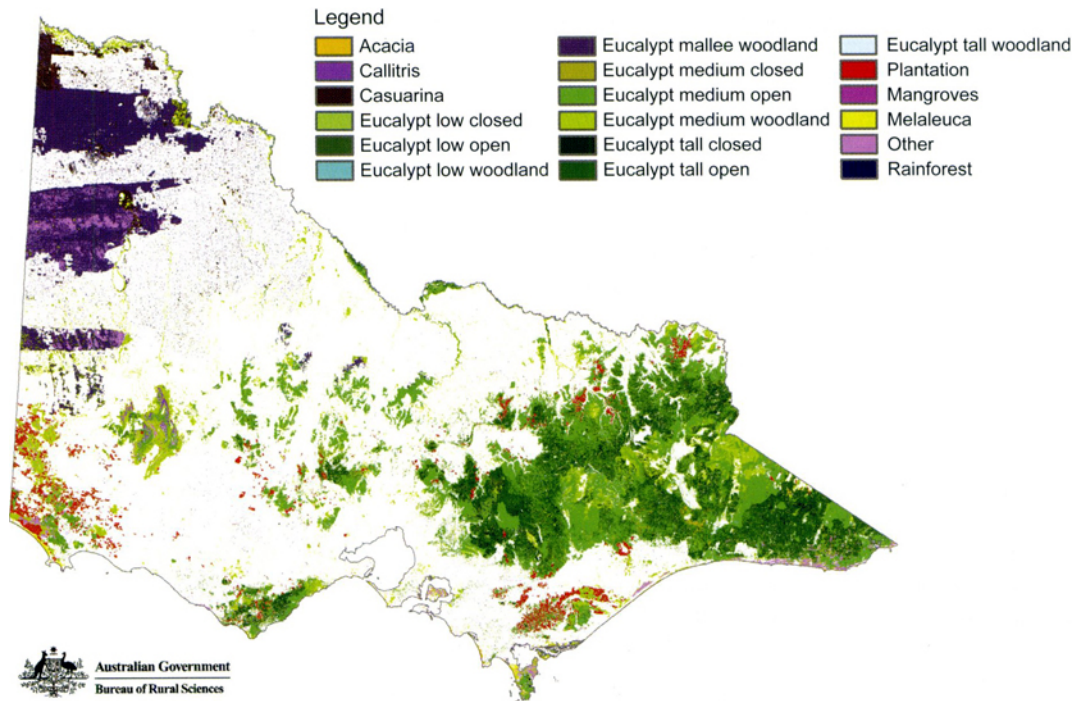 Legend
Acacia
Callitris
Casuarina
Eucalypt low closed
Eucalypt low open
Eucalypt low woodland
Eucalypt mallee woodland
Eucalypt medium closed
Eucalypt medium open
Eucalypt medium woodland
Eucalypt tall closed
Eucalypt tall open
Eucalypt tall woodland
Plantation
Mangroves
Melaleuca
Other
Rainforest
Australian Government
Bureau of Rural Sciences